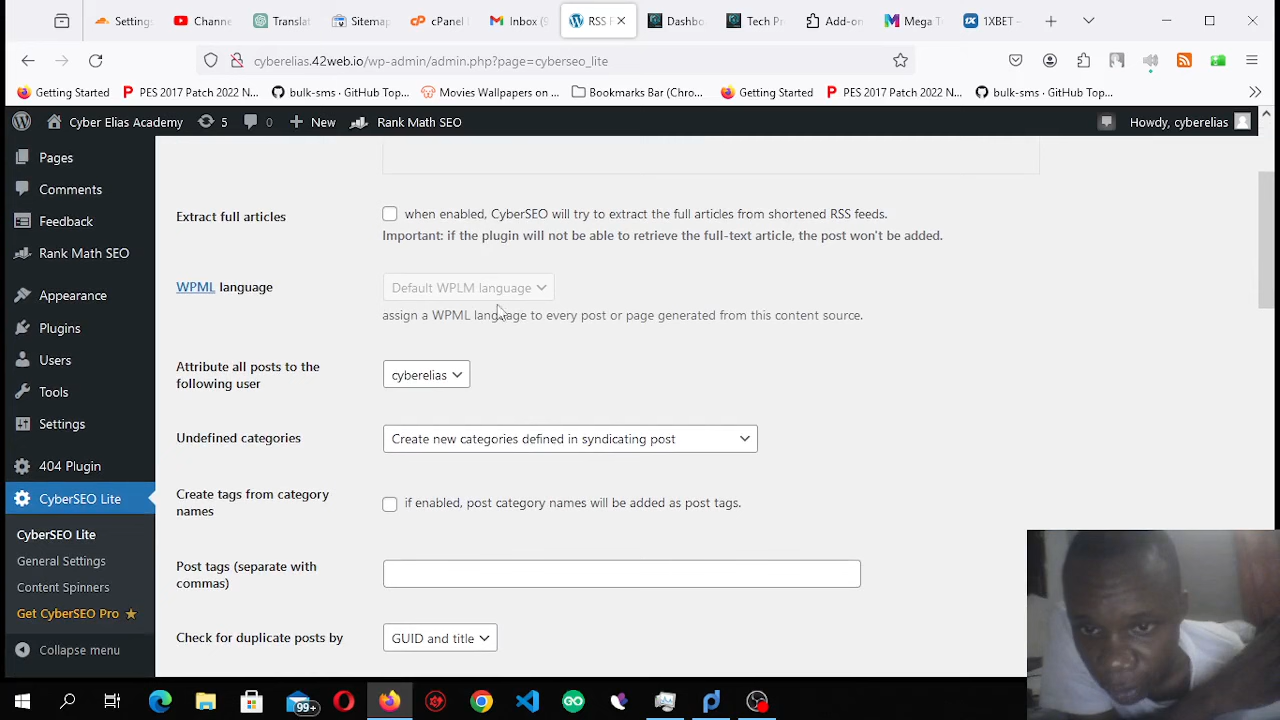 Setting:
Channe
Translat
Sitemap
cPanel
Inbox (9
RSS F
Dashbo
Tech Pr
Add-on
Mega T
1XBET –
cyberelias.42web.io/wp-admin/admin.php?page=cyberseo_lite
Getting Started
PES 2017 Patch 2022 N...
bulk-sms · GitHub Top...
Movies Wallpapers on ...
Bookmarks Bar (Chro...
Getting Started
PES 2017 Patch 2022 N...
bulk-sms · GitHub Top...
Cyber Elias Academy
5
0
New
Rank Math SEO
Howdy, cyberelias
Pages
Comments
Feedback
Rank Math SEO
Appearance
Plugins
Users
Tools
Settings
404 Plugin
CyberSEO Lite
CyberSEO Lite
General Settings
Content Spinners
Get CyberSEO Pro ★
Collapse menu
Extract full articles
when enabled, CyberSEO will try to extract the full articles from shortened RSS feeds.
Important: if the plugin will not be able to retrieve the full-text article, the post won't be added.
WPML language
Default WPLM language
assign a WPML language to every post or page generated from this content source.
Attribute all posts to the
following user
cyberelias
Undefined categories
Create new categories defined in syndicating post
Create tags from category
names
if enabled, post category names will be added as post tags.
Post tags (separate with
commas)
Check for duplicate posts by
GUID and title
99+